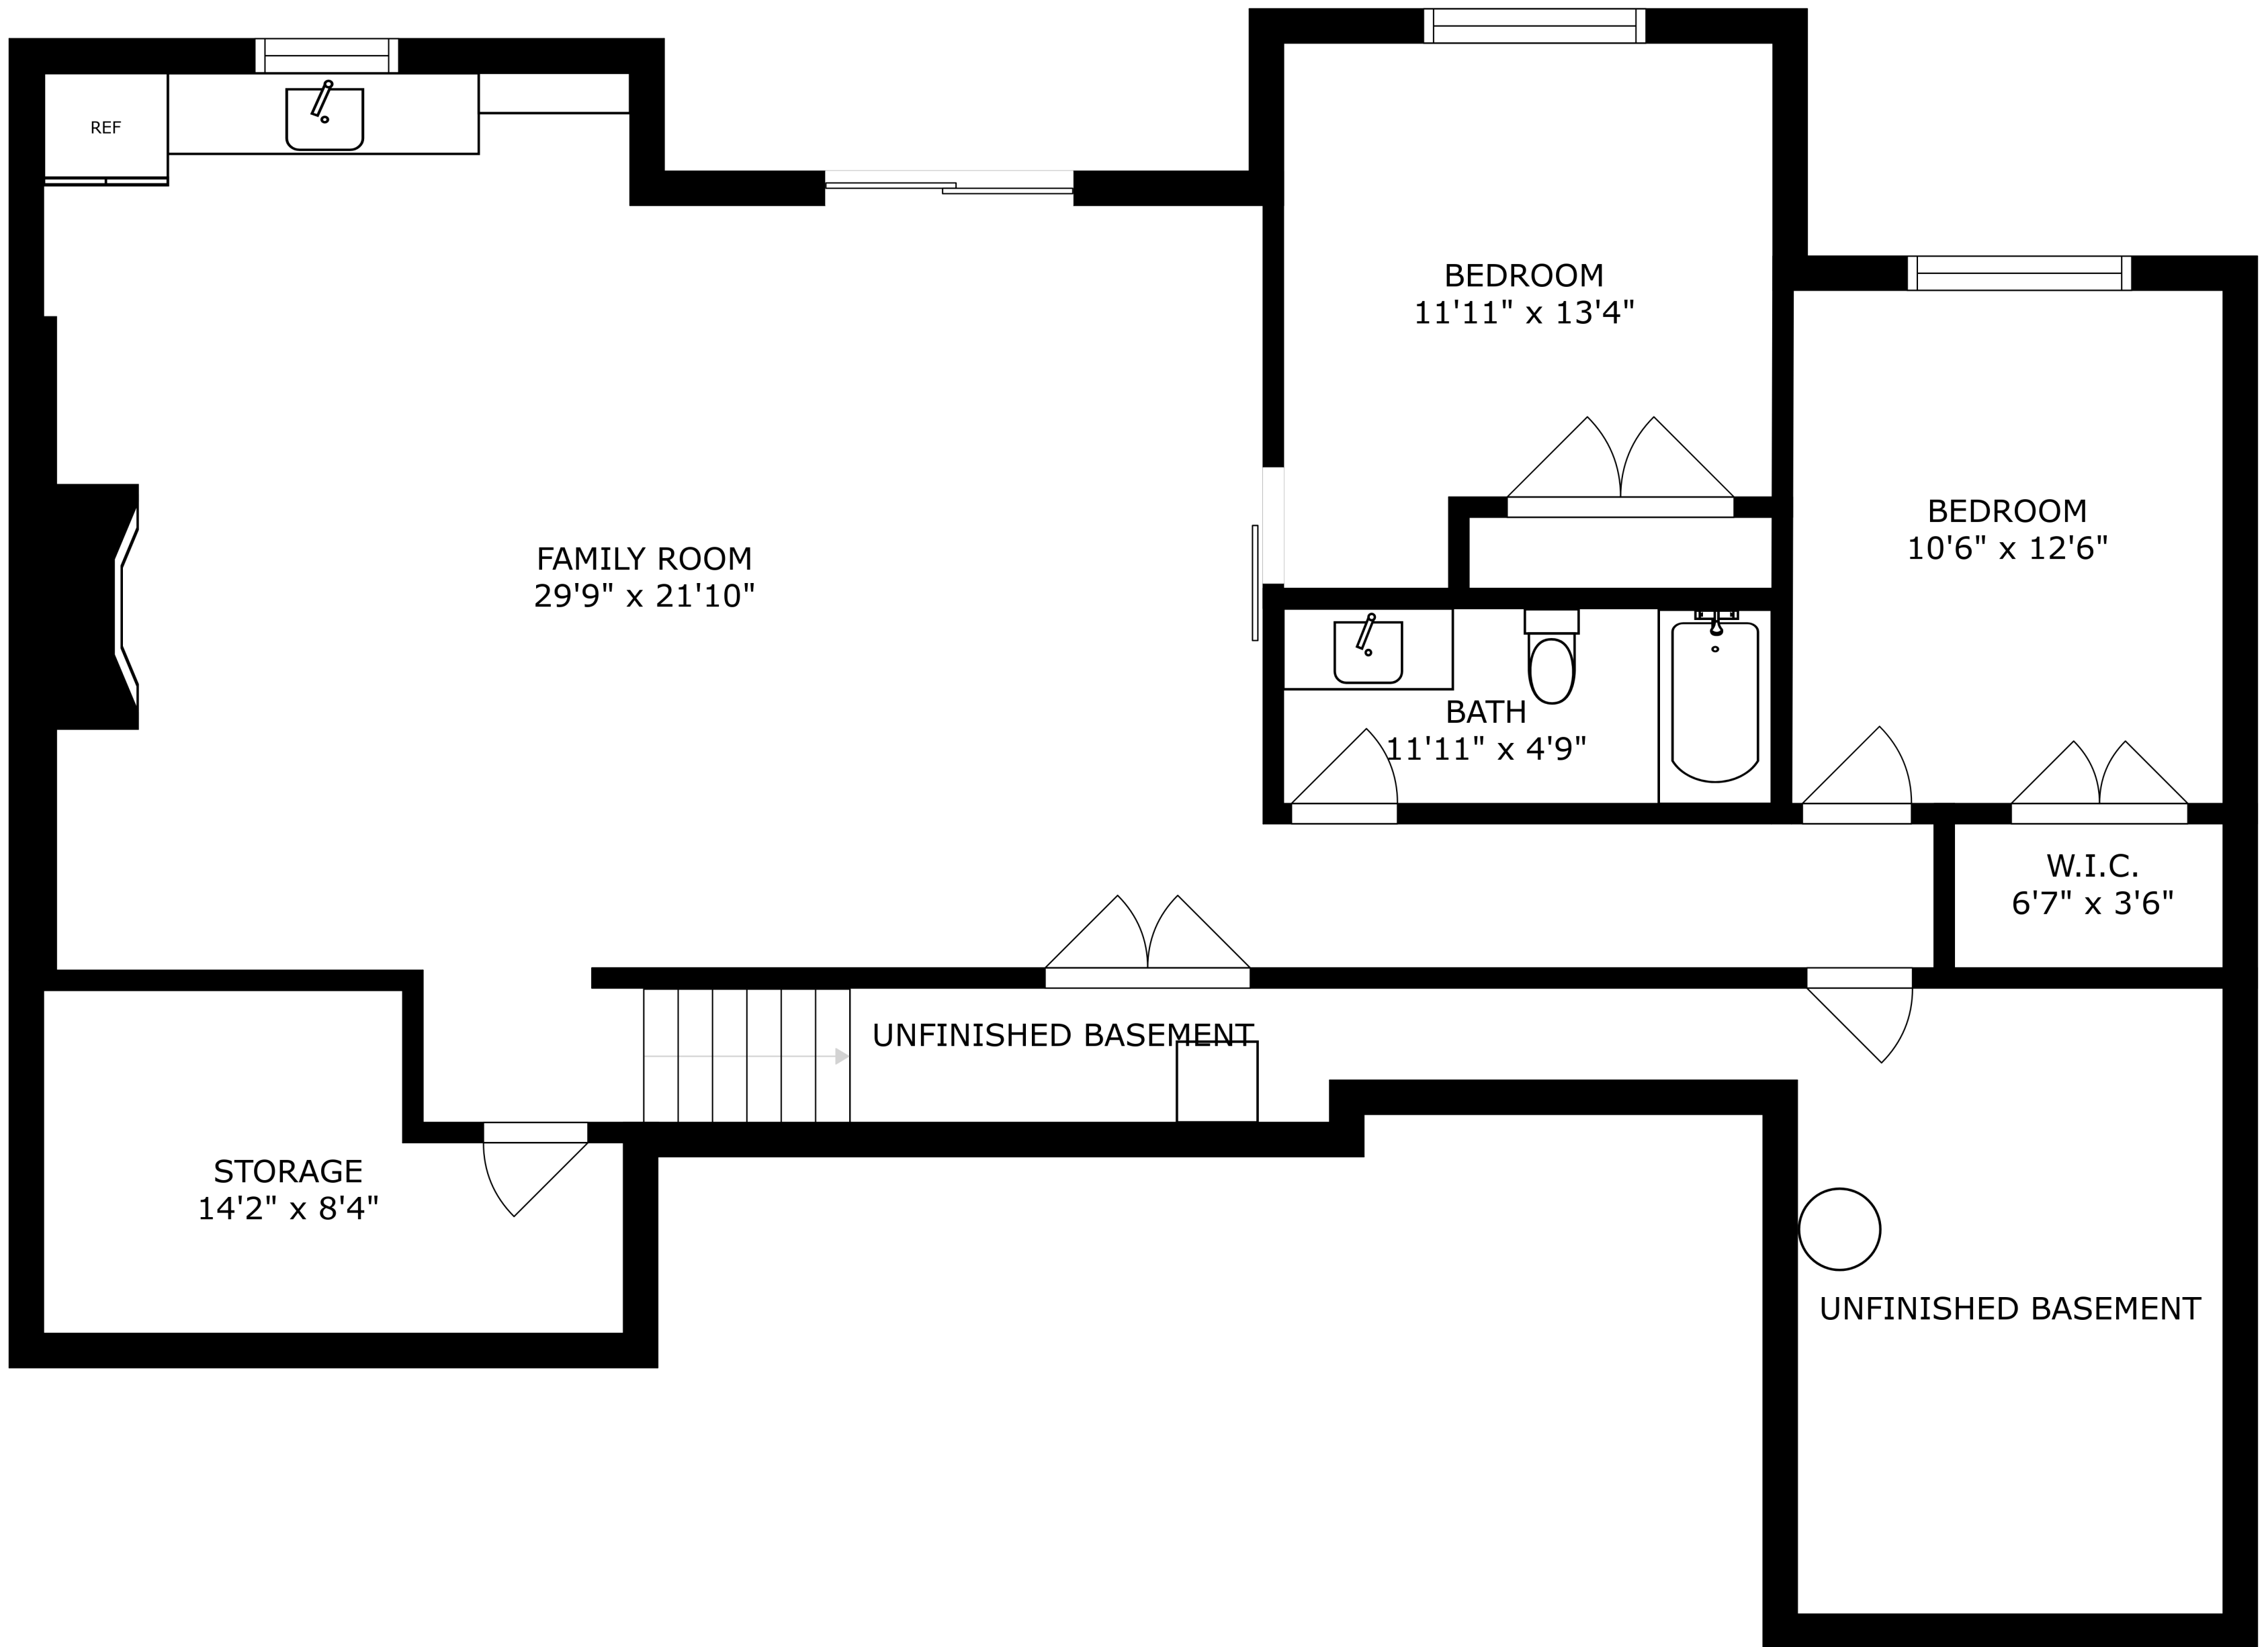 REF
BEDROOM
11'11" x 13'4"
BEDROOM
10'6" x 12'6"
FAMILY ROOM
29'9" x 21'10"
BATH
11'11" x 4'9"
W.I.C.
6'7" x 3'6"
UNFINISHED BASEMENT
STORAGE
14'2" x 8'4"
UNFINISHED BASEMENT